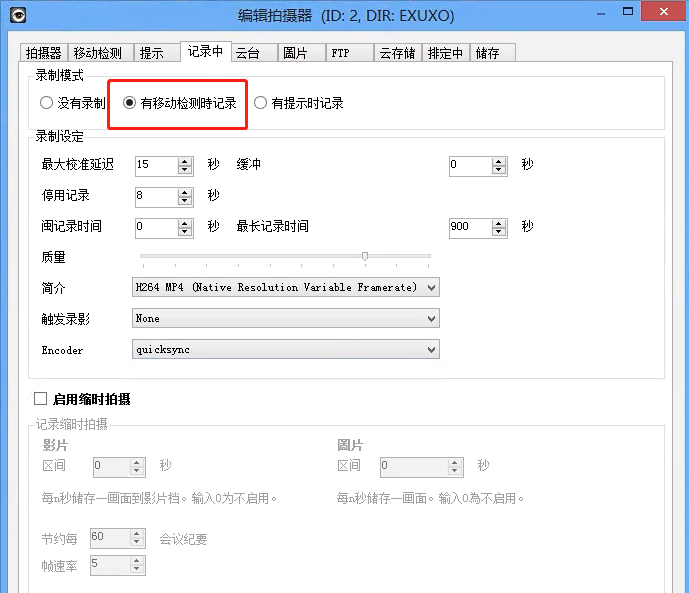 编辑拍摄器 (ID: 2, DIR: EXUXO)
拍摄器 移动检测 提示 记录中 云台 圖片 FTP 云存储 排定中 储存
录制模式
没有录制 有移动检测時记录 有提示时记录
录制设定
最大校准延迟 15 秒 缓冲 0 秒
停用记录 8 秒
闽记录时间 0 秒 最长记录时间 900 秒
质量
简介 H264 MP4 (Native Resolution Variable Framerate)
触发录影 None
Encoder quicksync
启用缩时拍摄
记录缩时拍摄
影片 圖片
区间 0 秒 区间 0 秒
每n秒储存一画面到影片档。输入0为不启用。 每n秒储存一画面。输入0為不启用。
节约每 60 会议纪要
帧速率 5